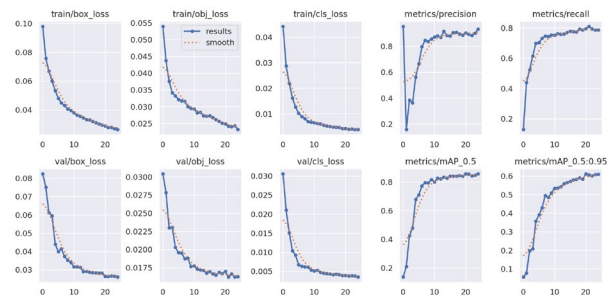 train/box_loss
train/obj_loss
train/cls_loss
metrics/precision
metrics/recall
0.10
0.08
0.06
0.04
0 10 20
0.055
0.050
0.045
0.040
0.035
0.030
0.025
results
smooth
0 10 20
0.04
0.03
0.02
0.01
0 10 20
0.8
0.6
0.4
0.2
0 10 20
0.8
0.6
0.4
0.2
0 10 20
val/box_loss
val/obj_loss
val/cls_loss
metrics/mAP_0.5
metrics/mAP_0.5:0.95
0.08
0.07
0.06
0.05
0.04
0.03
0 10 20
0.0300
0.0275
0.0250
0.0225
0.0200
0.0175
0 10 20
0.030
0.025
0.020
0.015
0.010
0.005
0 10 20
0.8
0.6
0.4
0.2
0 10 20
0.6
0.5
0.4
0.3
0.2
0.1
0 10 20